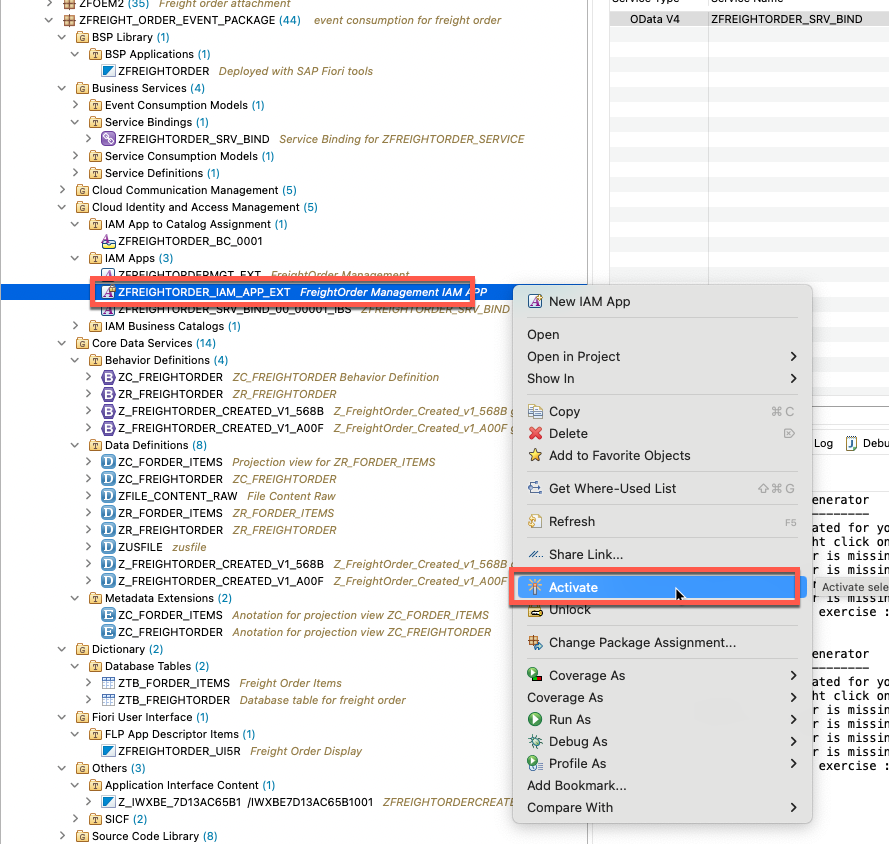 ZFOEM2 (35) Freight order attachment
ZFREIGHT_ORDER_EVENT_PACKAGE (44) event consumption for freight order
BSP Library (1)
BSP Applications (1)
ZFREIGHTORDER Deployed with SAP Fiori tools
Business Services (4)
Event Consumption Models (1)
Service Bindings (1)
ZFREIGHTORDER_SRV_BIND Service Binding for ZFREIGHTORDER_SERVICE
Service Consumption Models (1)
Service Definitions (1)
Cloud Communication Management (5)
Cloud Identity and Access Management (5)
IAM App to Catalog Assignment (1)
ZFREIGHTORDER_BC_0001
IAM Apps (3)
ZFREIGHTORDERMGT_EXT FreightOrder Management
ZFREIGHTORDER_IAM_APP_EXT FreightOrder Management IAM APP
ZFREIGHTORDER_SRV_BIND_00_00001_IBS ZFREIGHTORDER_SRV_BIND
IAM Business Catalogs (1)
Core Data Services (14)
Behavior Definitions (4)
ZC_FREIGHTORDER ZC_FREIGHTORDER Behavior Definition
ZR_FREIGHTORDER ZR_FREIGHTORDER
Z_FREIGHTORDER_CREATED_V1_568B Z_FreightOrder_Created_v1_568B g
Z_FREIGHTORDER_CREATED_V1_A00F Z_FreightOrder_Created_v1_A00F g
Data Definitions (8)
ZC_FORDER_ITEMS Projection view for ZR_FORDER_ITEMS
ZC_FREIGHTORDER ZC_FREIGHTORDER
ZFILE_CONTENT_RAW File Content Raw
ZR_FORDER_ITEMS ZR_FORDER_ITEMS
ZR_FREIGHTORDER ZR_FREIGHTORDER
ZUSFILE zusfile
Z_FREIGHTORDER_CREATED_V1_568B Z_FreightOrder_Created_v1_568B g
Z_FREIGHTORDER_CREATED_V1_A00F Z_FreightOrder_Created_v1_A00F
Metadata Extensions (2)
ZC_FORDER_ITEMS Anotation for projection view ZC_FORDER_ITEMS
ZC_FREIGHTORDER Anotation for projection view ZC_FREIGHTORDER
Dictionary (2)
Database Tables (2)
ZTB_FORDER_ITEMS Freight Order Items
ZTB_FREIGHTORDER Database table for freight order
Fiori User Interface (1)
FLP App Descriptor Items (1)
ZFREIGHTORDER_UI5R Freight Order Display
Others (3)
Application Interface Content (1)
Z_IWXBE_7D13AC65B1 /IWXBE7D13AC65B1001 ZFREIGHTORDERCREATE
SICF (2)
Source Code Library (8)
Service Type Service Name
OData V4 ZFREIGHTORDER_SRV_BIND
New IAM App
Open
Open in Project
Show In
Copy ⌘ C
Delete
Add to Favorite Objects
Get Where-Used List ⇧⌘ G
Refresh F5
Share Link...
Activate
Unlock
Change Package Assignment...
Coverage As
Coverage As
Run As
Debug As
Profile As
Add Bookmark...
Compare With
Log Debu
enerator
--------
ated for yo
ht click on
r is missin
r is missin
Activate sele
r is missin
exercise :
enerator
--------
ated for yo
ht click on
r is missin
r is missin
r is missin
r is missin
exercise :